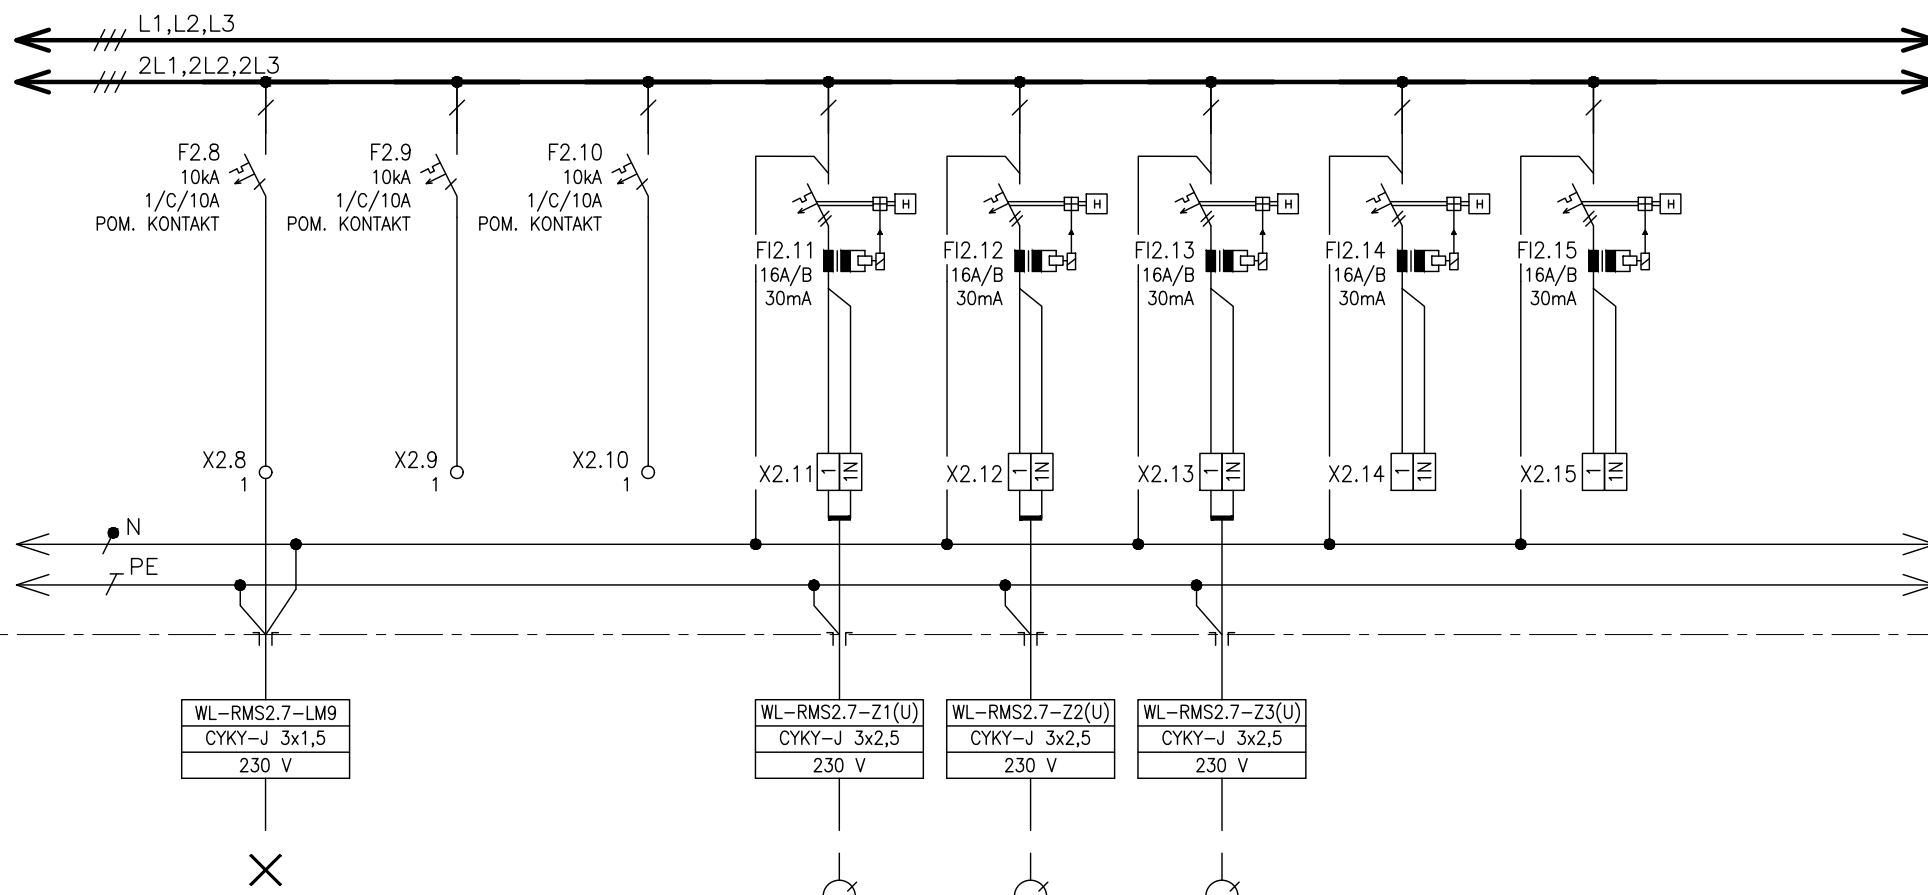 L1,L2,L3
2L1,2L2,2L3
F2.8
10kA
1/C/10A
POM. KONTAKT
F2.9
10kA
1/C/10A
POM. KONTAKT
F2.10
10kA
1/C/10A
POM. KONTAKT
H
H
H
H
H
FI2.11
16A/B
30mA
FI2.12
16A/B
30mA
FI2.13
16A/B
30mA
FI2.14
16A/B
30mA
FI2.15
16A/B
30mA
X2.8
1
X2.9
1
X2.10
1
X2.11
1
1N
X2.12
1
1N
X2.13
1
1N
X2.14
1
1N
X2.15
1
1N
N
PE
WL-RMS2.7-LM9
CYKY-J 3x1,5
230 V
WL-RMS2.7-Z1(U)
CYKY-J 3x2,5
230 V
WL-RMS2.7-Z2(U)
CYKY-J 3x2,5
230 V
WL-RMS2.7-Z3(U)
CYKY-J 3x2,5
230 V